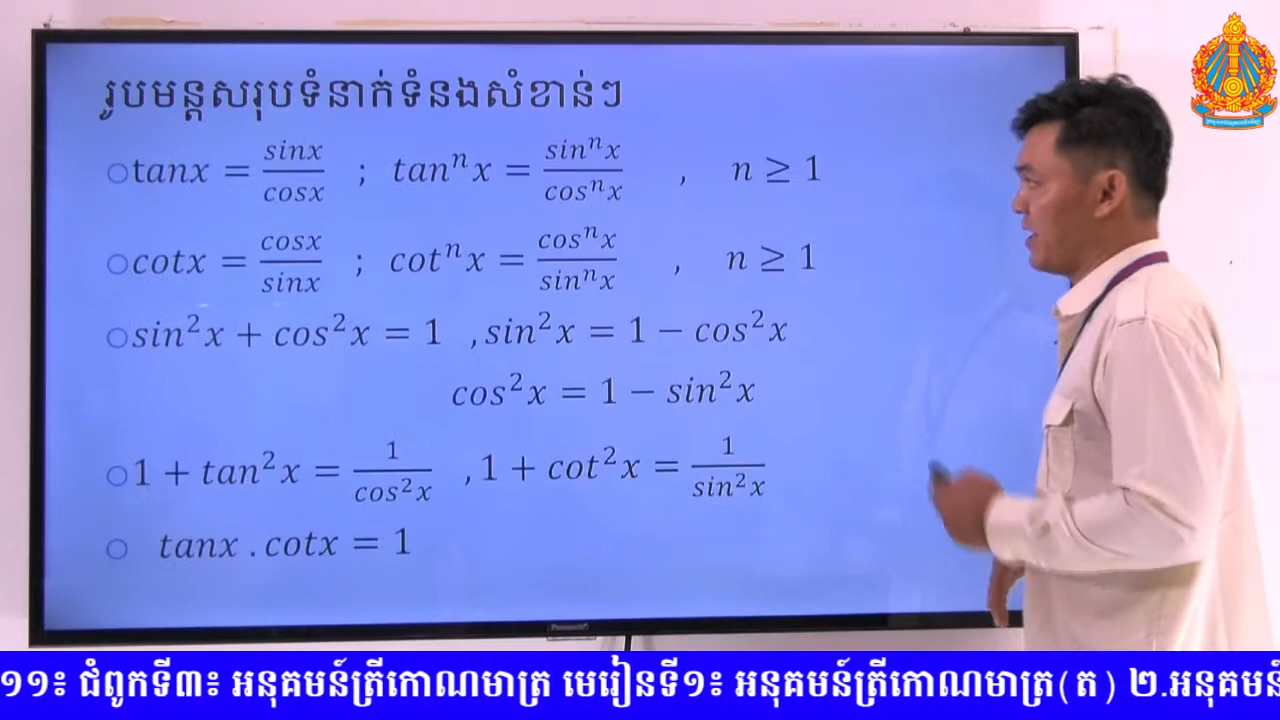 រូបមន្តសរុបទំនាក់ទំនងសំខាន់ៗ
tanx = sinx/cosx ; tanⁿx = sinⁿx/cosⁿx , n ≥ 1
cotx = cosx/sinx ; cotⁿx = cosⁿx/sinⁿx , n ≥ 1
sin²x + cos²x = 1 , sin²x = 1 − cos²x
cos²x = 1 − sin²x
1 + tan²x = 1/cos²x , 1 + cot²x = 1/sin²x
tanx . cotx = 1
Panasonic
១១៖ ជំពូកទី៣៖ អនុគមន៍ត្រីកោណមាត្រ មេរៀនទី១៖ អនុគមន៍ត្រីកោណមាត្រ(ត) ២.អនុគមន៍